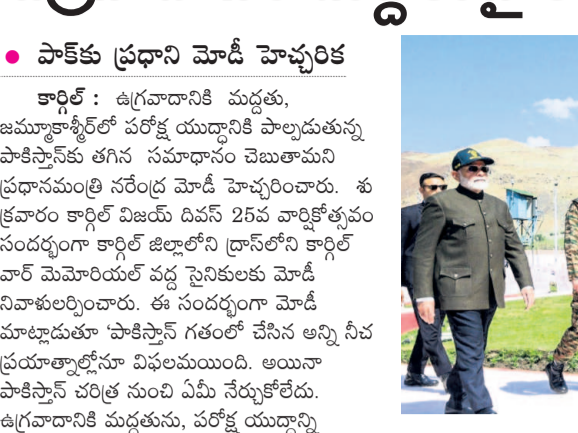 పాక్‌కు ప్రధాని మోడీ హెచ్చరిక
కార్గిల్ : ఉగ్రవాదానికి మద్దతు,
జమ్మూకాశ్మీర్‌లో పరోక్ష యుద్ధానికి పాల్పడుతున్న
పాకిస్తాన్‌కు తగిన సమాధానం చెబుతామని
ప్రధానమంత్రి నరేంద్ర మోడీ హెచ్చరించారు. శు
క్రవారం కార్గిల్ విజయ్ దివస్ 25వ వార్షికోత్సవం
సందర్భంగా కార్గిల్ జిల్లాలోని ద్రాస్‌లోని కార్గిల్
వార్ మెమోరియల్ వద్ద సైనికులకు మోడీ
నివాళులర్పించారు. ఈ సందర్భంగా మోడీ
మాట్లాడుతూ ‘పాకిస్తాన్ గతంలో చేసిన అన్ని నీచ
ప్రయాత్నాల్లోనూ విఫలమయింది. అయినా
పాకిస్తాన్ చరిత్ర నుంచి ఏమీ నేర్చుకోలేదు.
ఉగ్రవాదానికి మద్దతును, పరోక్ష యుద్ధాన్ని